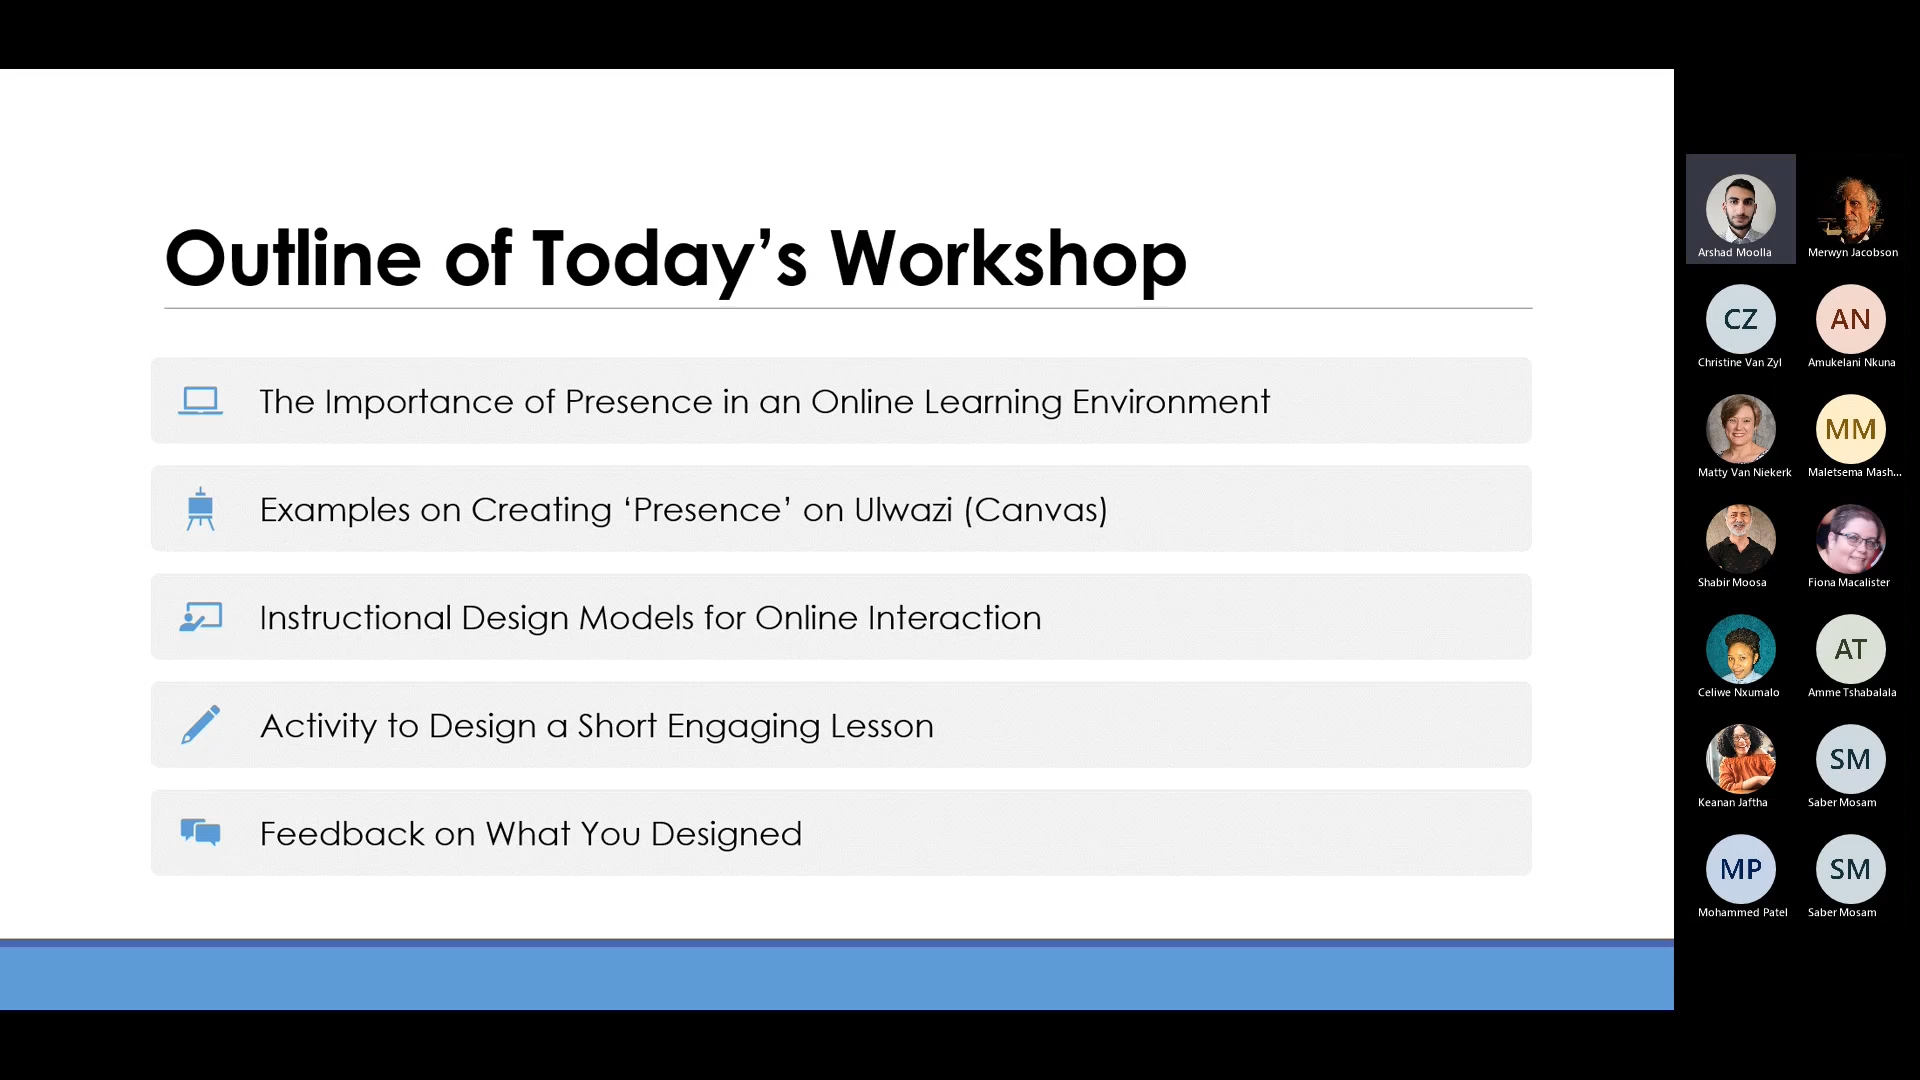 Outline of Today’s Workshop
The Importance of Presence in an Online Learning Environment
Examples on Creating ‘Presence’ on Ulwazi (Canvas)
Instructional Design Models for Online Interaction
Activity to Design a Short Engaging Lesson
Feedback on What You Designed
Arshad Moolla
Merwyn Jacobson
CZ
AN
Christine Van Zyl
Amukelani Nkuna
MM
Matty Van Niekerk
Maletsema Mash...
Shabir Moosa
Fiona Macalister
AT
Celiwe Nxumalo
Amme Tshabalala
SM
Keanan Jaftha
Saber Mosam
MP
SM
Mohammed Patel
Saber Mosam